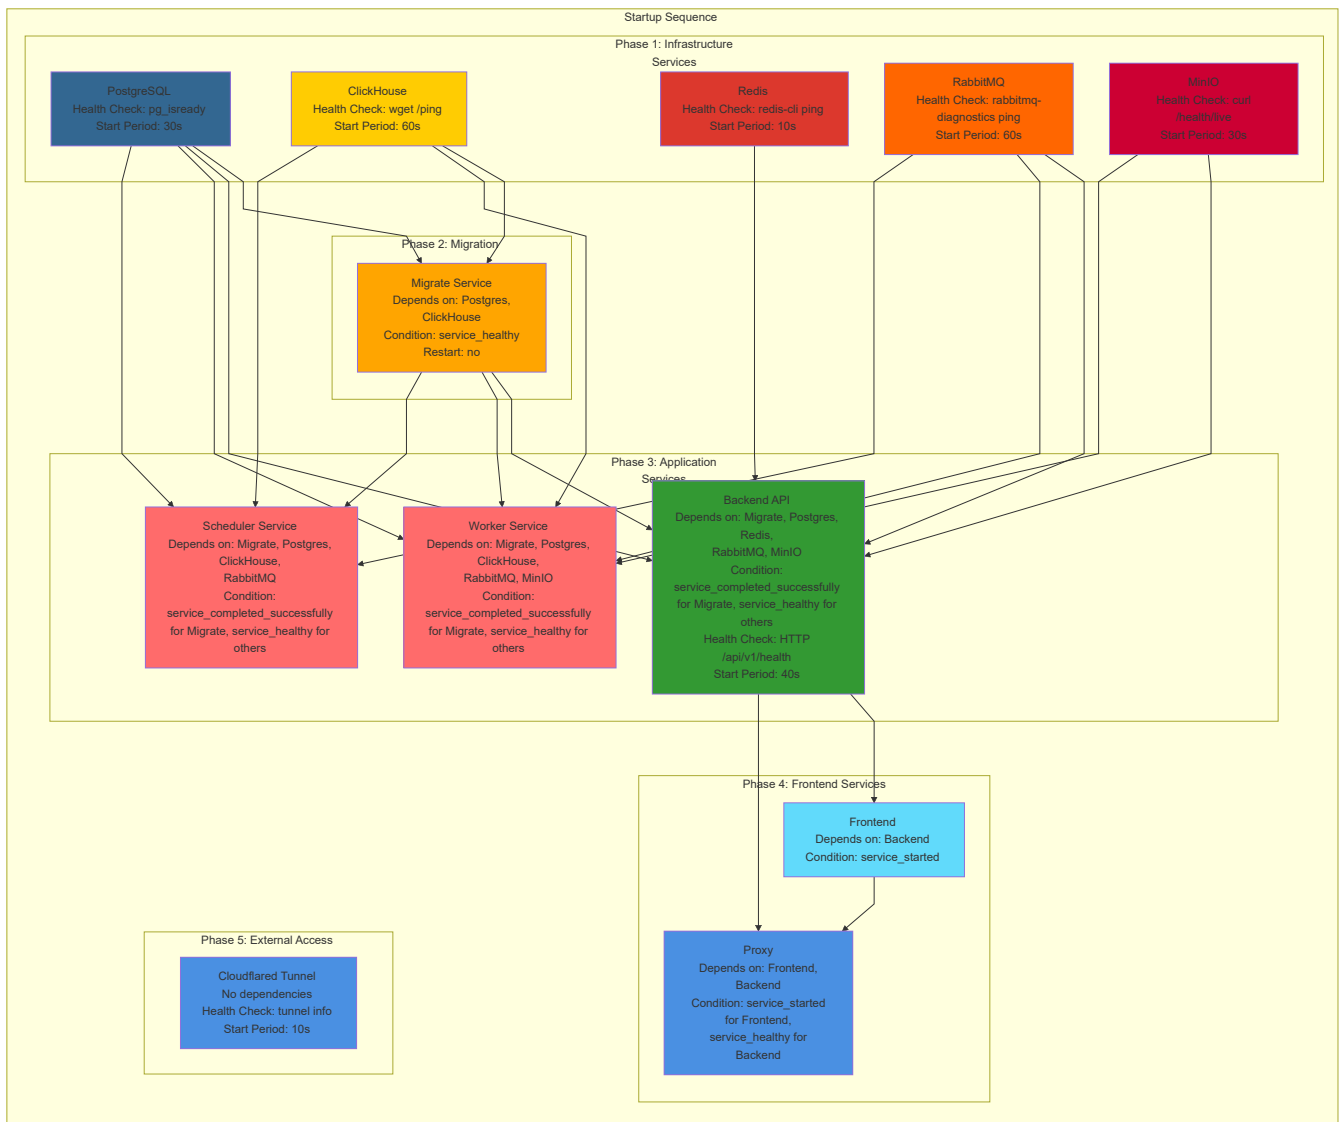 Startup Sequence
Phase 1: Infrastructure
Services
PostgreSQL
Health Check: pg_isready
Start Period: 30s
ClickHouse
Health Check: wget /ping
Start Period: 60s
Redis
Health Check: redis-cli ping
Start Period: 10s
RabbitMQ
Health Check: rabbitmq-
diagnostics ping
Start Period: 60s
MinIO
Health Check: curl
/health/live
Start Period: 30s
Phase 2: Migration
Migrate Service
Depends on: Postgres,
ClickHouse
Condition: service_healthy
Restart: no
Phase 3: Application
Services
Scheduler Service
Depends on: Migrate, Postgres,
ClickHouse,
RabbitMQ
Condition:
service_completed_successfully
for Migrate, service_healthy for
others
Worker Service
Depends on: Migrate, Postgres,
ClickHouse,
RabbitMQ, MinIO
Condition:
service_completed_successfully
for Migrate, service_healthy for
others
Backend API
Depends on: Migrate, Postgres,
Redis,
RabbitMQ, MinIO
Condition:
service_completed_successfully
for Migrate, service_healthy for
others
Health Check: HTTP
/api/v1/health
Start Period: 40s
Phase 4: Frontend Services
Frontend
Depends on: Backend
Condition: service_started
Proxy
Depends on: Frontend,
Backend
Condition: service_started
for Frontend,
service_healthy for
Backend
Phase 5: External Access
Cloudflared Tunnel
No dependencies
Health Check: tunnel info
Start Period: 10s